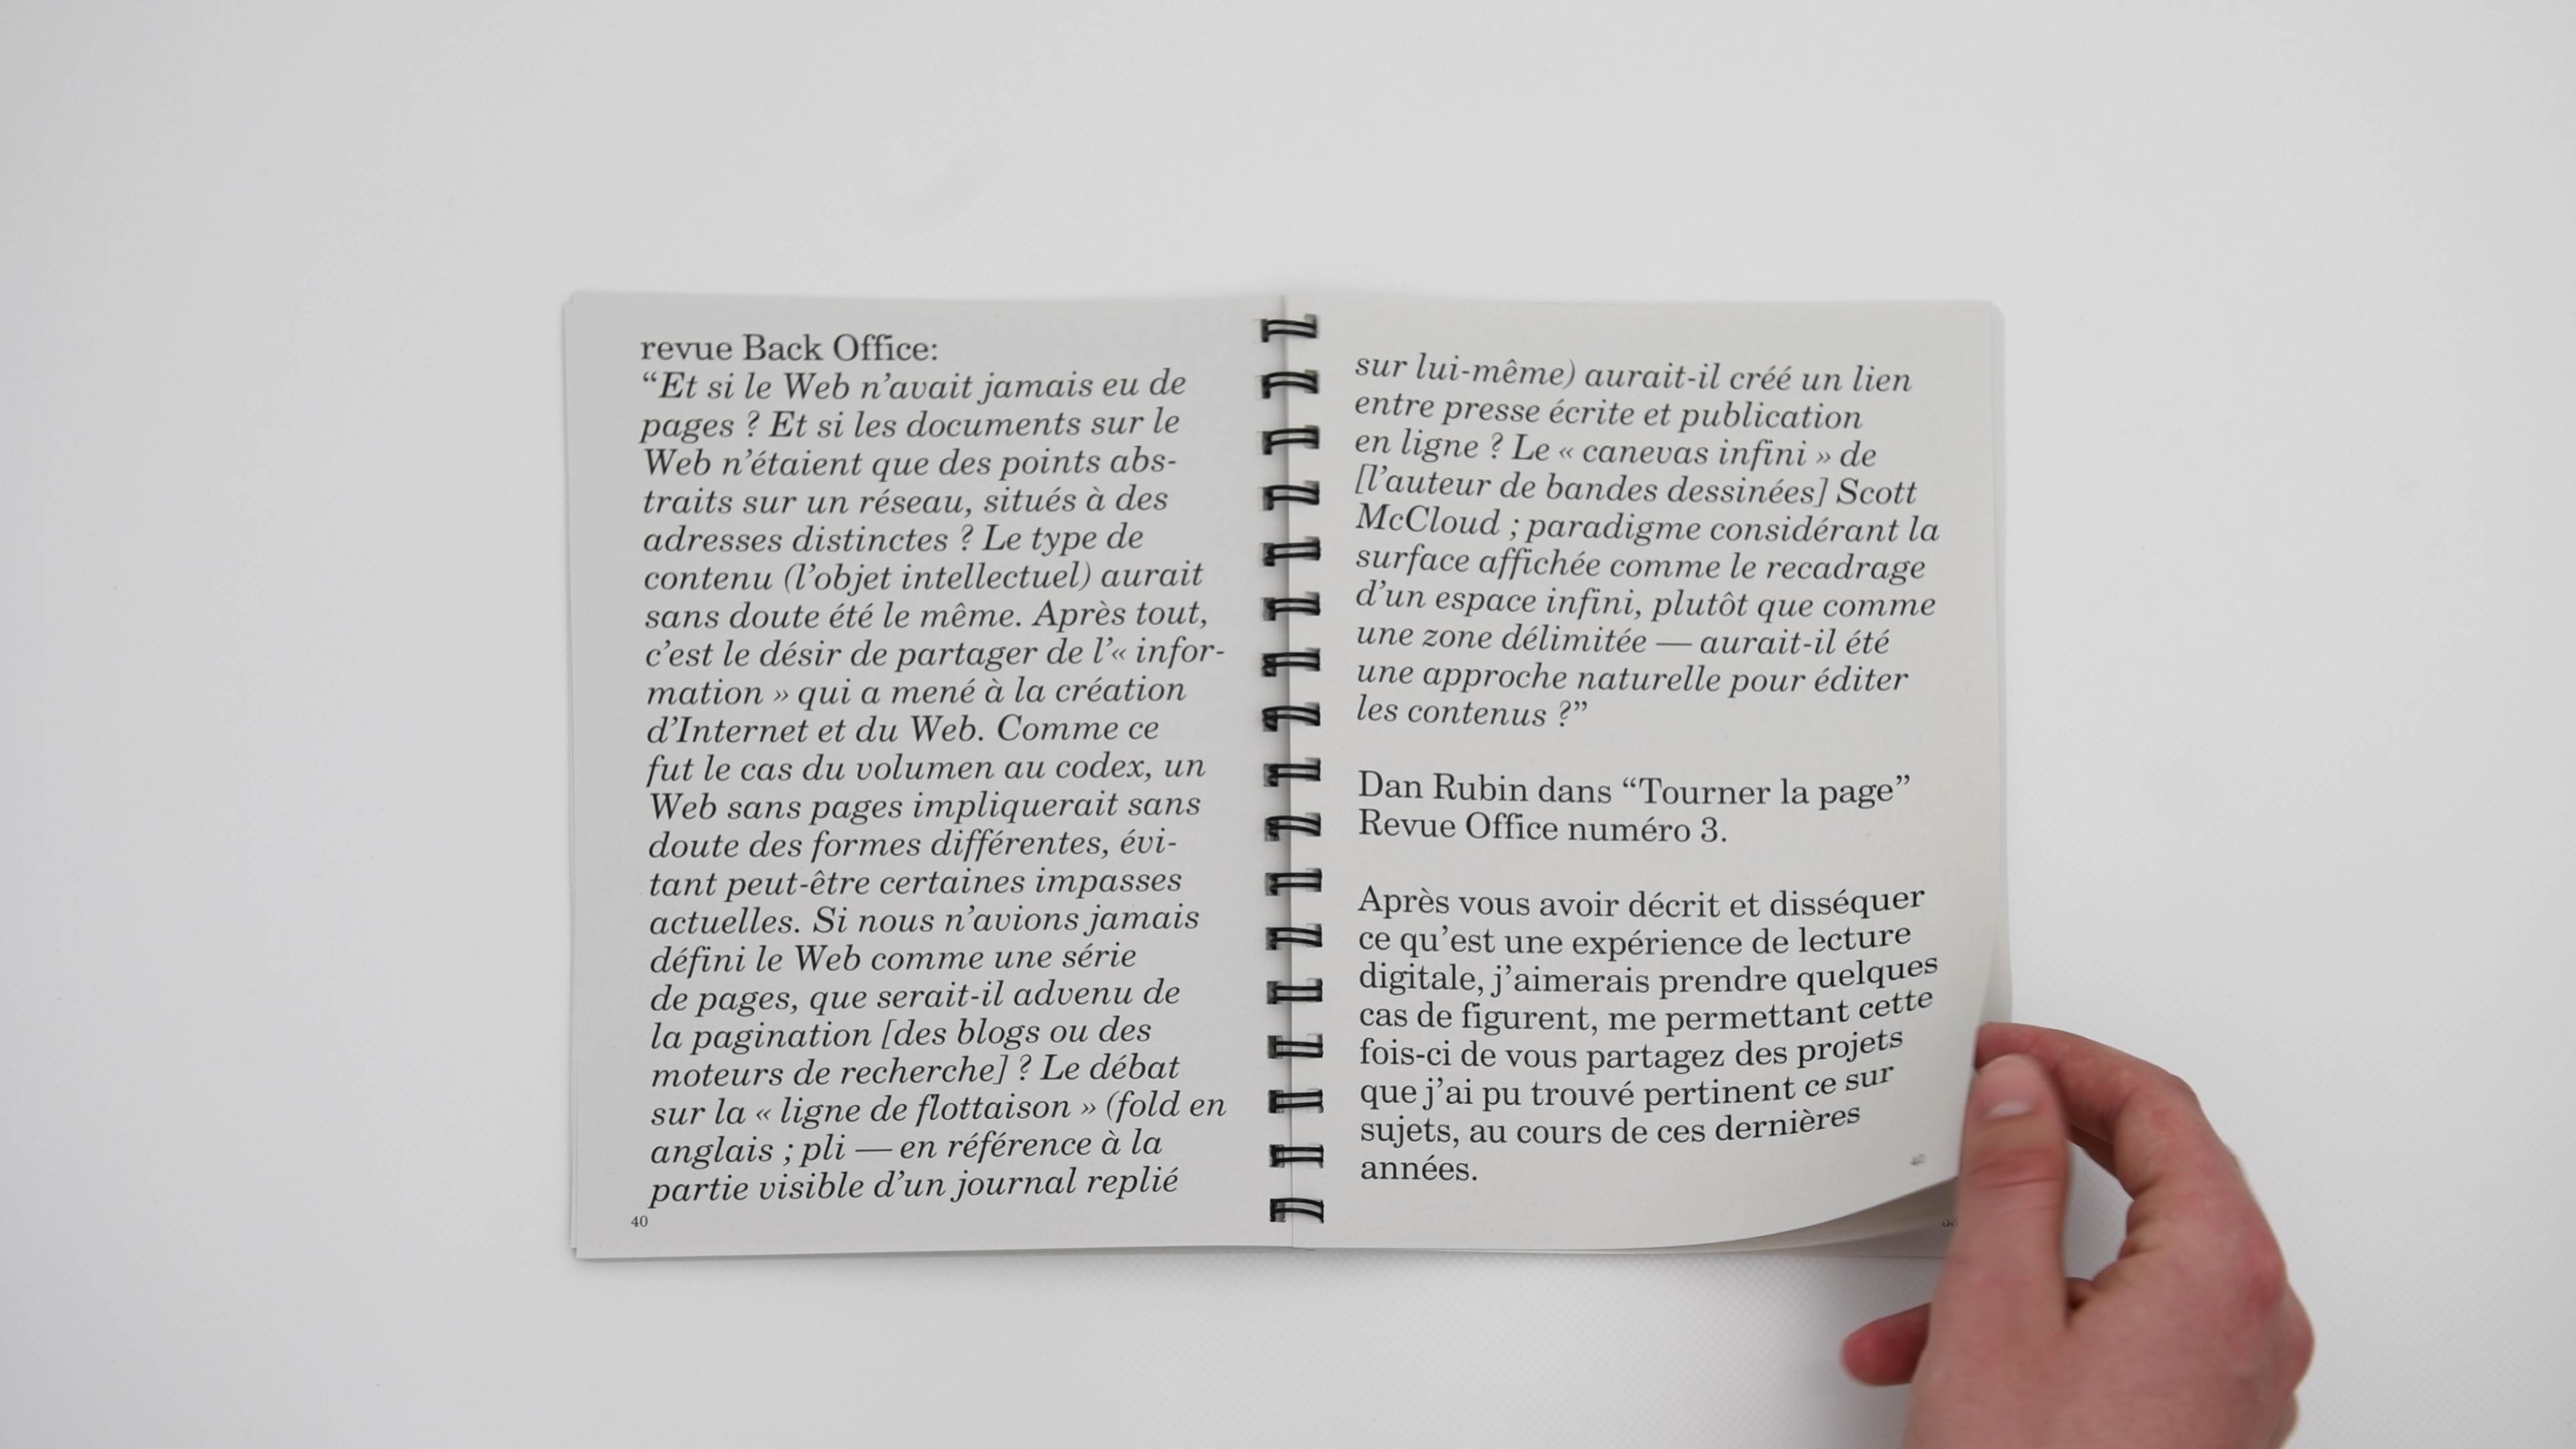 revue Back Office:
“Et si le Web n’avait jamais eu de
pages ? Et si les documents sur le
Web n’étaient que des points abs-
traits sur un réseau, situés à des
adresses distinctes ? Le type de
contenu (l’objet intellectuel) aurait
sans doute été le même. Après tout,
c’est le désir de partager de l’« infor-
mation » qui a mené à la création
d’Internet et du Web. Comme ce
fut le cas du volumen au codex, un
Web sans pages impliquerait sans
doute des formes différentes, évi-
tant peut-être certaines impasses
actuelles. Si nous n’avions jamais
défini le Web comme une série
de pages, que serait-il advenu de
la pagination [des blogs ou des
moteurs de recherche] ? Le débat
sur la « ligne de flottaison » (fold en
anglais ; pli — en référence à la
partie visible d’un journal replié
40
sur lui-même) aurait-il créé un lien
entre presse écrite et publication
en ligne ? Le « canevas infini » de
[l’auteur de bandes dessinées] Scott
McCloud ; paradigme considérant la
surface affichée comme le recadrage
d’un espace infini, plutôt que comme
une zone délimitée — aurait-il été
une approche naturelle pour éditer
les contenus ?”
Dan Rubin dans “Tourner la page”
Revue Office numéro 3.
Après vous avoir décrit et disséquer
ce qu’est une expérience de lecture
digitale, j’aimerais prendre quelques
cas de figurent, me permettant cette
fois-ci de vous partagez des projets
que j’ai pu trouvé pertinent ce sur
sujets, au cours de ces dernières
années.